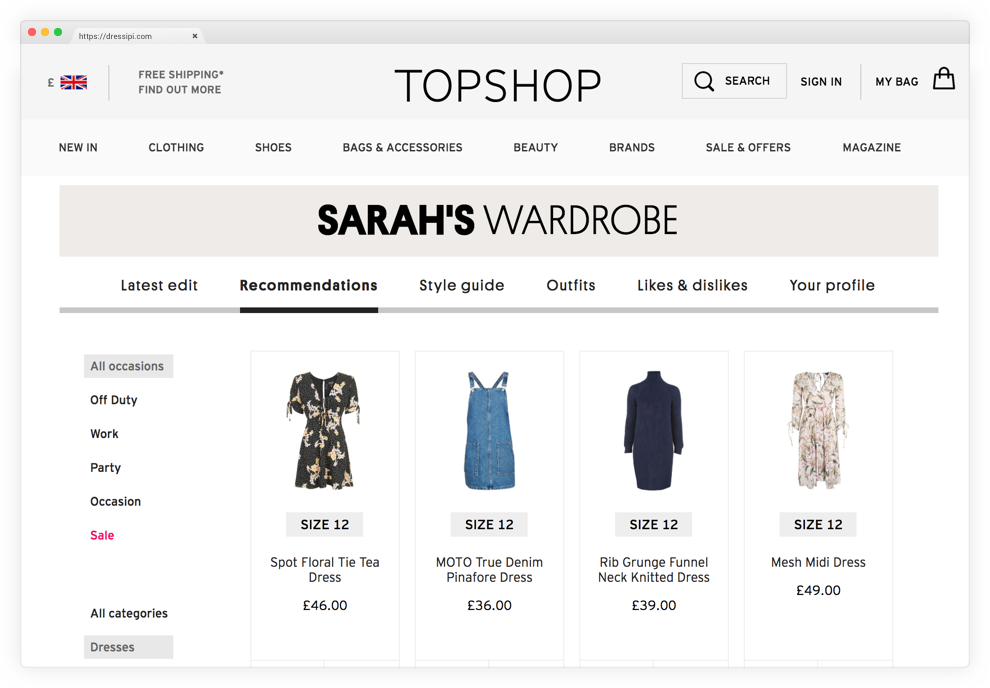 https://dressipi.com
£
FREE SHIPPING*
FIND OUT MORE
TOPSHOP
SEARCH
SIGN IN
MY BAG
NEW IN
CLOTHING
SHOES
BAGS & ACCESSORIES
BEAUTY
BRANDS
SALE & OFFERS
MAGAZINE
SARAH'S WARDROBE
Latest edit
Recommendations
Style guide
Outfits
Likes & dislikes
Your profile
All occasions
Off Duty
Work
Party
Occasion
Sale
All categories
Dresses
SIZE 12
Spot Floral Tie Tea
Dress
£46.00
SIZE 12
MOTO True Denim
Pinafore Dress
£36.00
SIZE 12
Rib Grunge Funnel
Neck Knitted Dress
£39.00
SIZE 12
Mesh Midi Dress
£49.00